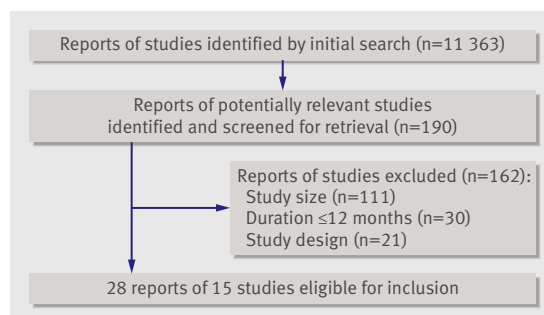 Reports of studies identified by initial search (n=11 363)
Reports of potentially relevant studies
identified and screened for retrieval (n=190)
Reports of studies excluded (n=162):
Study size (n=111)
Duration ≤12 months (n=30)
Study design (n=21)
28 reports of 15 studies eligible for inclusion